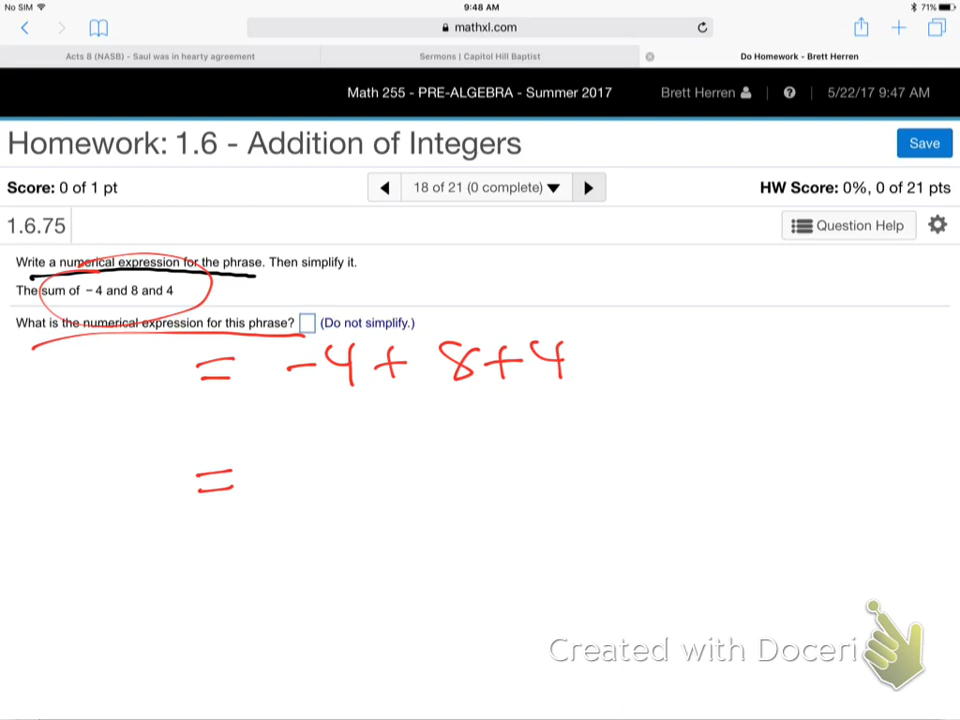 No SIM 9:48 AM 71%
mathxl.com
Acts 8 (NASB) - Saul was in hearty agreement Sermons | Capitol Hill Baptist Do Homework - Brett Herren
Math 255 - PRE-ALGEBRA - Summer 2017 Brett Herren | ? | 5/22/17 9:47 AM
Homework: 1.6 - Addition of Integers Save
Score: 0 of 1 pt 18 of 21 (0 complete) HW Score: 0%, 0 of 21 pts
1.6.75 Question Help
Write a numerical expression for the phrase. Then simplify it.
The sum of −4 and 8 and 4
What is the numerical expression for this phrase? (Do not simplify.)
= -4 + 8 + 4
=
Created with Doceri